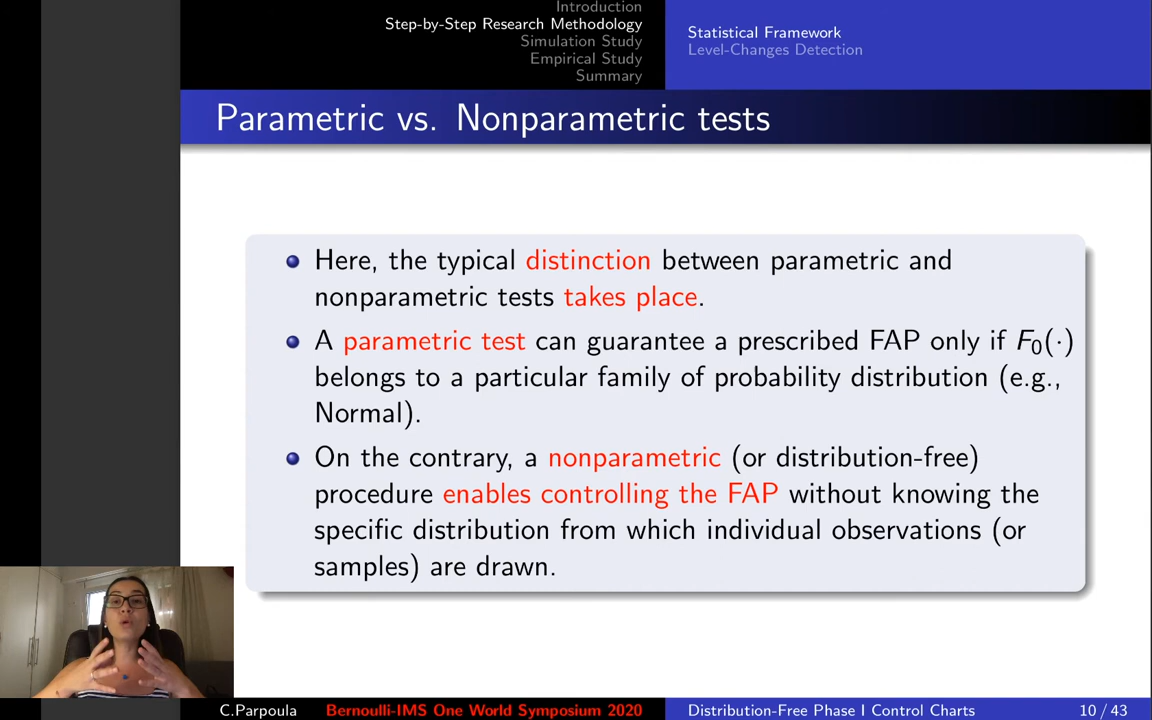 Introduction
Step-by-Step Research Methodology
Simulation Study
Empirical Study
Summary
Statistical Framework
Level-Changes Detection
Parametric vs. Nonparametric tests
Here, the typical distinction between parametric and
nonparametric tests takes place.
A parametric test can guarantee a prescribed FAP only if F₀(·)
belongs to a particular family of probability distribution (e.g.,
Normal).
On the contrary, a nonparametric (or distribution-free)
procedure enables controlling the FAP without knowing the
specific distribution from which individual observations (or
samples) are drawn.
C.Parpoula Bernoulli-IMS One World Symposium 2020 Distribution-Free Phase I Control Charts 10 / 43